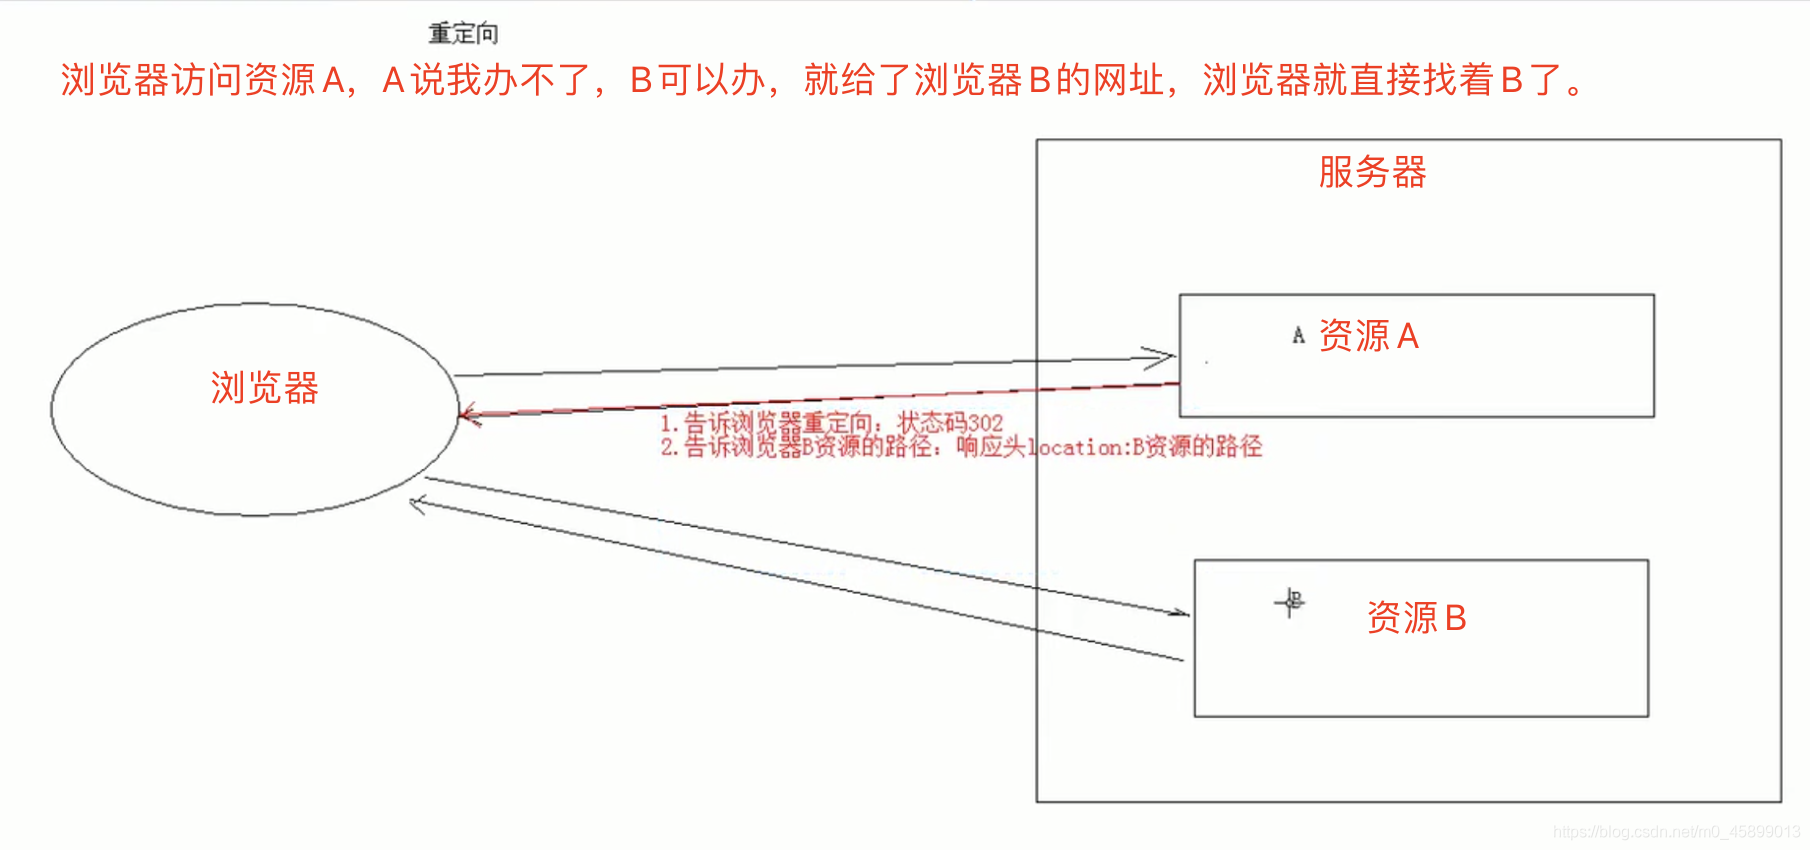 重定向
浏览器访问资源A，A说我办不了，B可以办，就给了浏览器B的网址，浏览器就直接找着B了。
服务器
A 资源A
浏览器
1.告诉浏览器重定向：状态码302
2.告诉浏览器B资源的路径：响应头location:B资源的路径
B 资源B
https://blog.csdn.net/m0_45899013